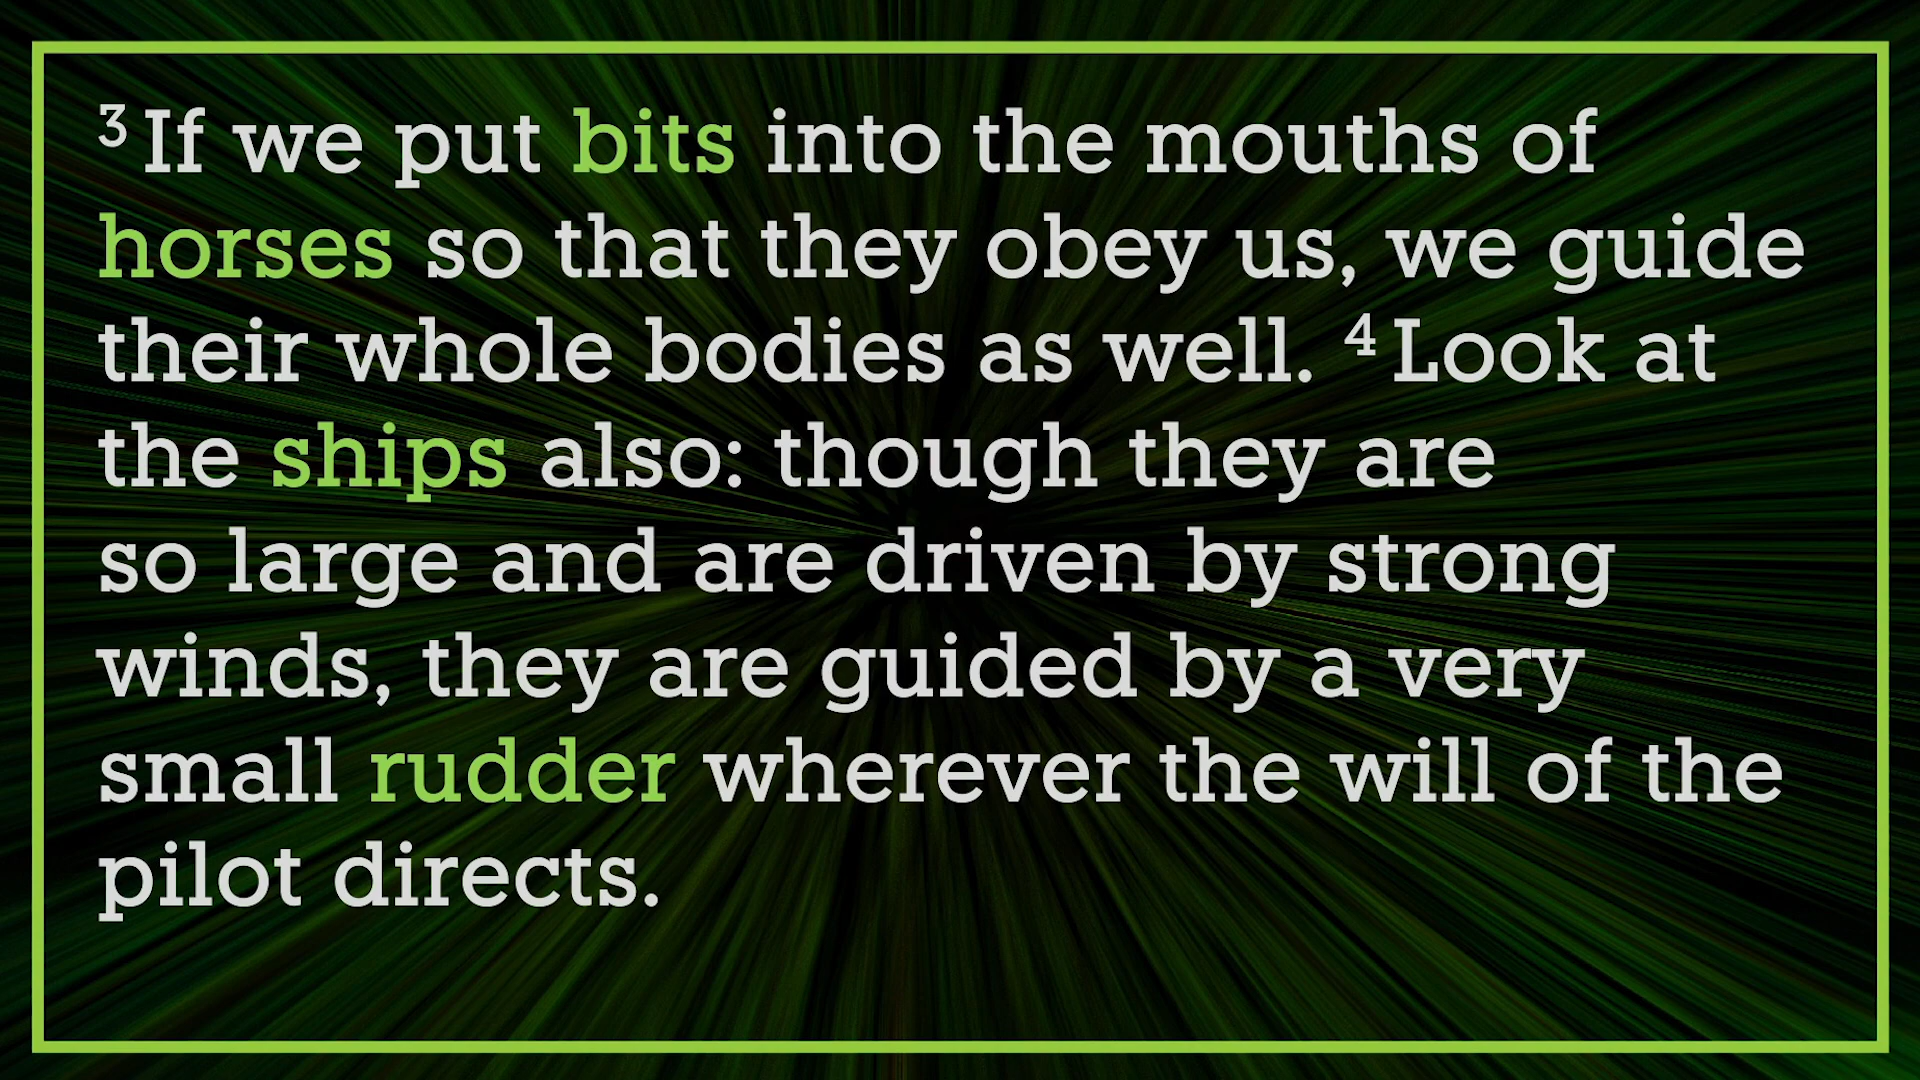 3 If we put bits into the mouths of
horses so that they obey us, we guide
their whole bodies as well. 4 Look at
the ships also: though they are
so large and are driven by strong
winds, they are guided by a very
small rudder wherever the will of the
pilot directs.